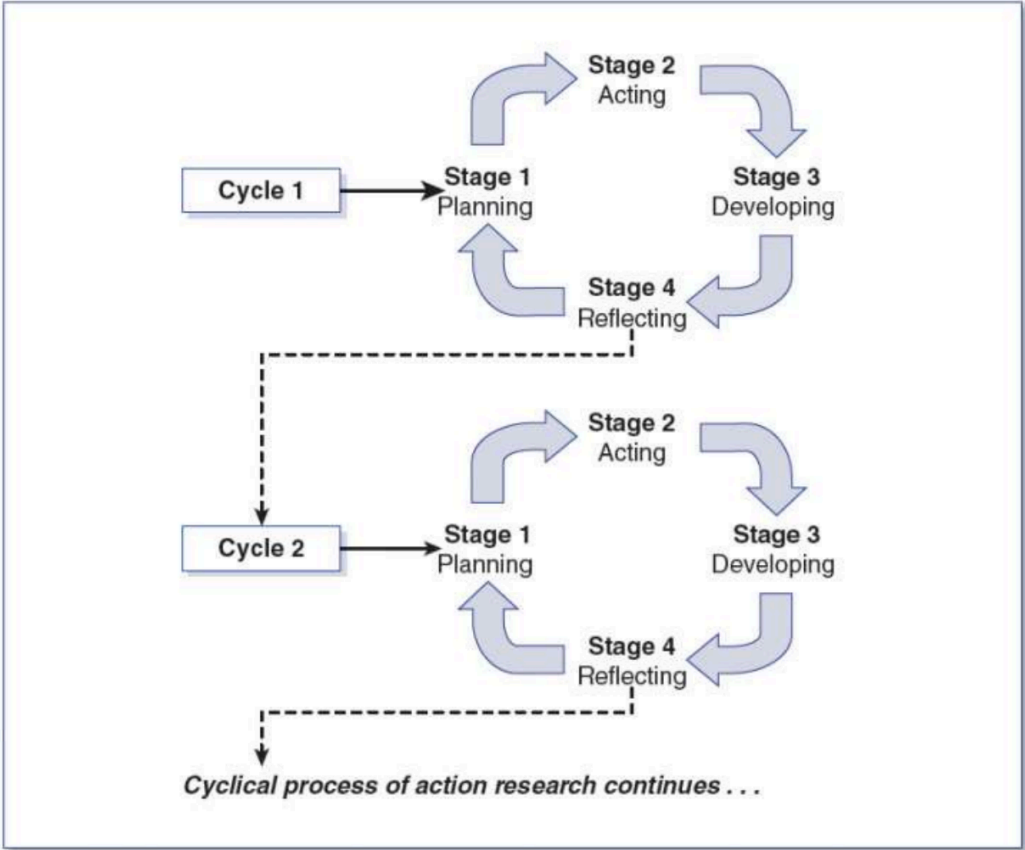 Stage 2
Acting
Cycle 1
Stage 1
Planning
Stage 3
Developing
Stage 4
Reflecting
Stage 2
Acting
Cycle 2
Stage 1
Planning
Stage 3
Developing
Stage 4
Reflecting
Cyclical process of action research continues . . .